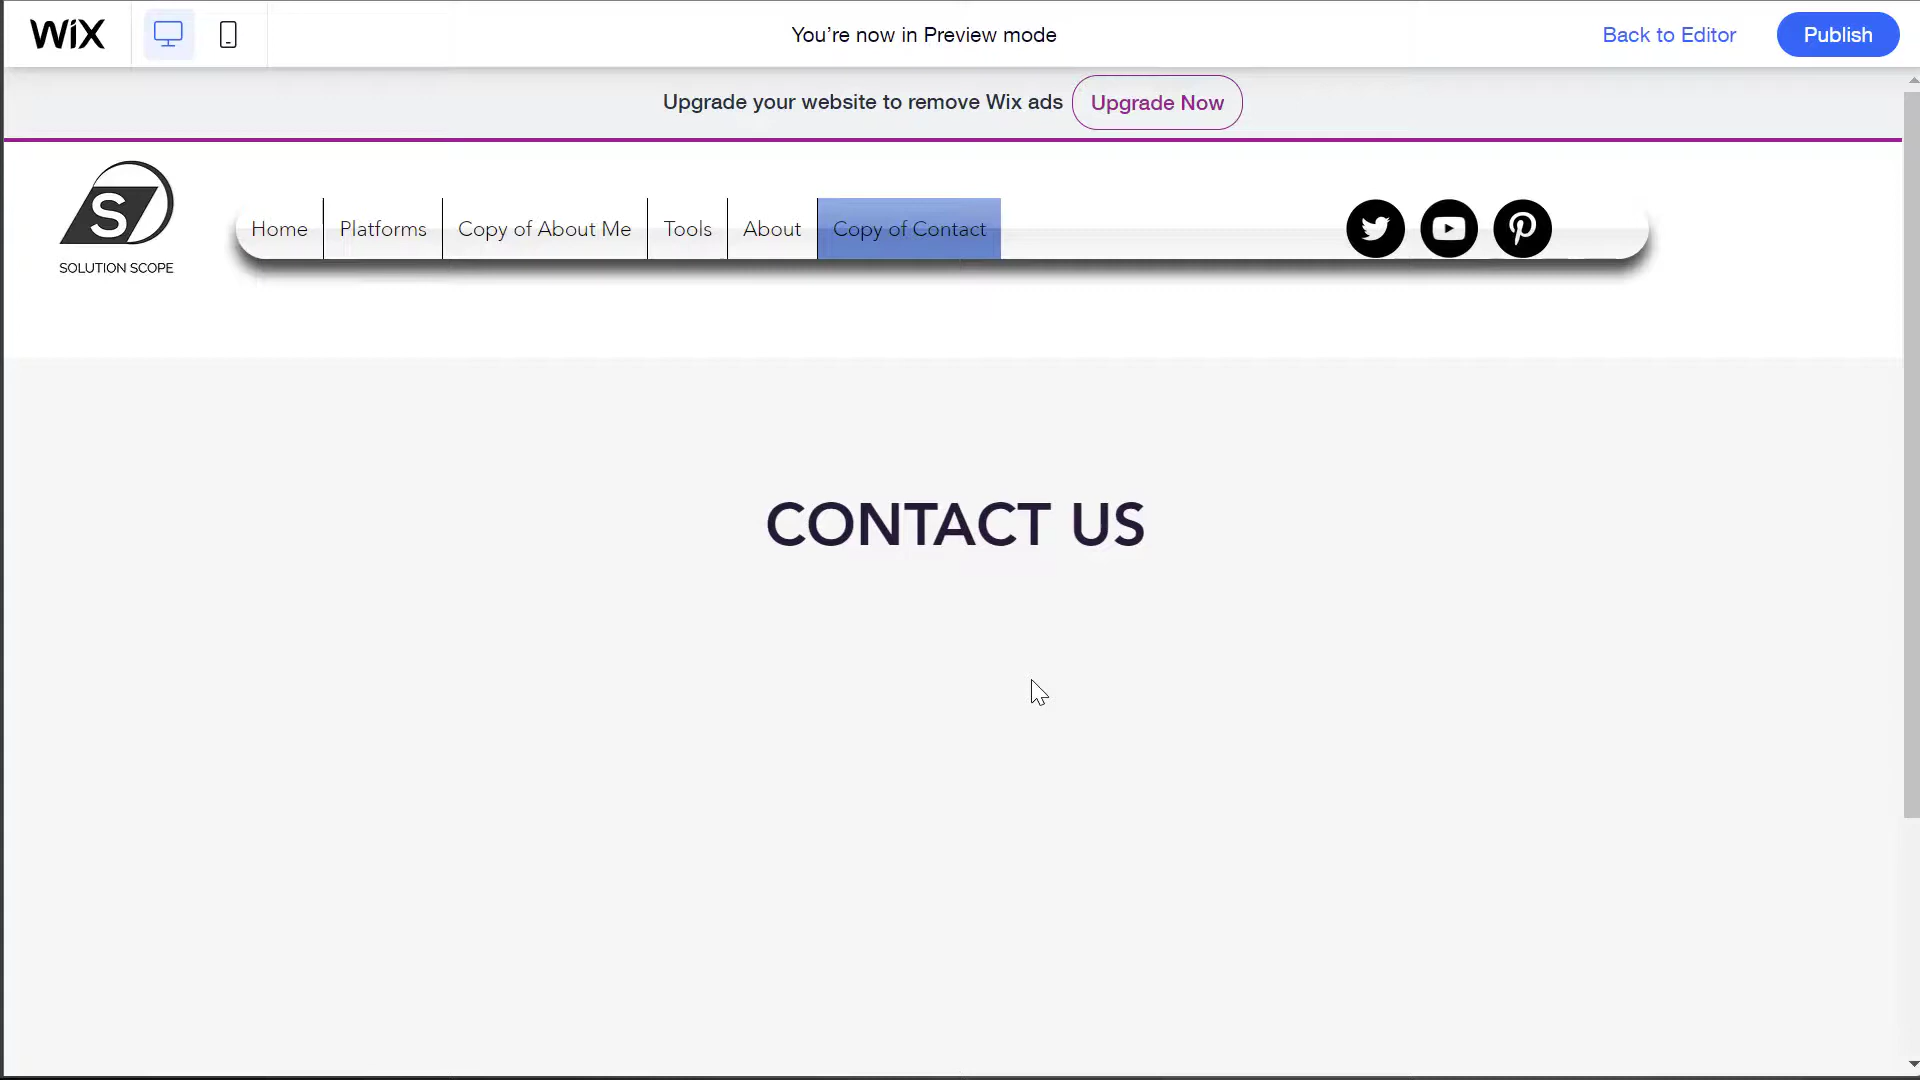 WiX
You're now in Preview mode
Back to Editor
Publish
Upgrade your website to remove Wix ads
Upgrade Now
S
SOLUTION SCOPE
Home
Platforms
Copy of About Me
Tools
About
Copy of Contact
CONTACT US